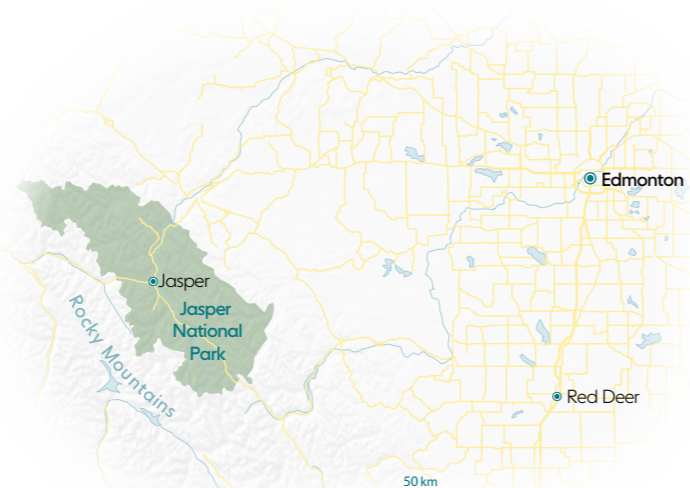 Edmonton
Jasper
Jasper
National
Park
Rocky Mountains
Red Deer
50 km